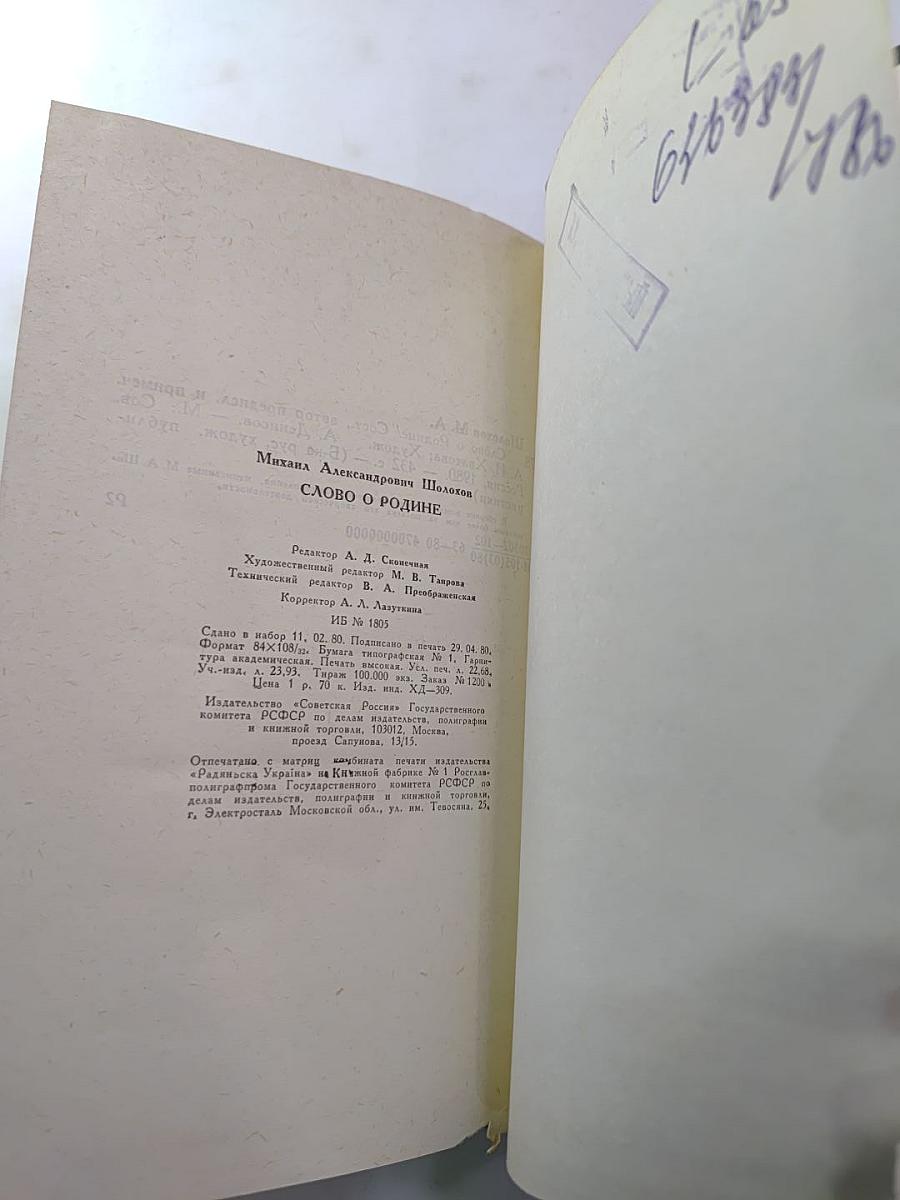 Михаил Александрович Шолохов
СЛОВО О РОДИНЕ
Редактор А. Д. Сконечная
Художественный редактор М. В. Таирова
Технический редактор В. А. Преображенская
Корректор А. Л. Лазуткина
ИБ № 1805
Сдано в набор 11. 02. 80. Подписано в печать 29. 04. 80.
Формат 84×108/32. Бумага типографская № 1. Гарни-
тура академическая. Печать высокая. Усл. печ. л. 22,68.
Уч.-изд. л. 23,93. Тираж 100.000 экз. Заказ № 1200.
Цена 1 р. 70 к. Изд. инд. ХД—309.
Издательство «Советская Россия» Государственного
комитета РСФСР по делам издательств, полиграфии
и книжной торговли, 103012, Москва,
проезд Сапунова, 13/15.
Отпечатано с матриц комбината печати издательства
«Радяньска Україна» на Книжной фабрике № 1 Росглав-
полиграфпрома Государственного комитета РСФСР по
делам издательств, полиграфии и книжной торговли,
г. Электросталь Московской обл., ул. им. Тевосяна, 25.